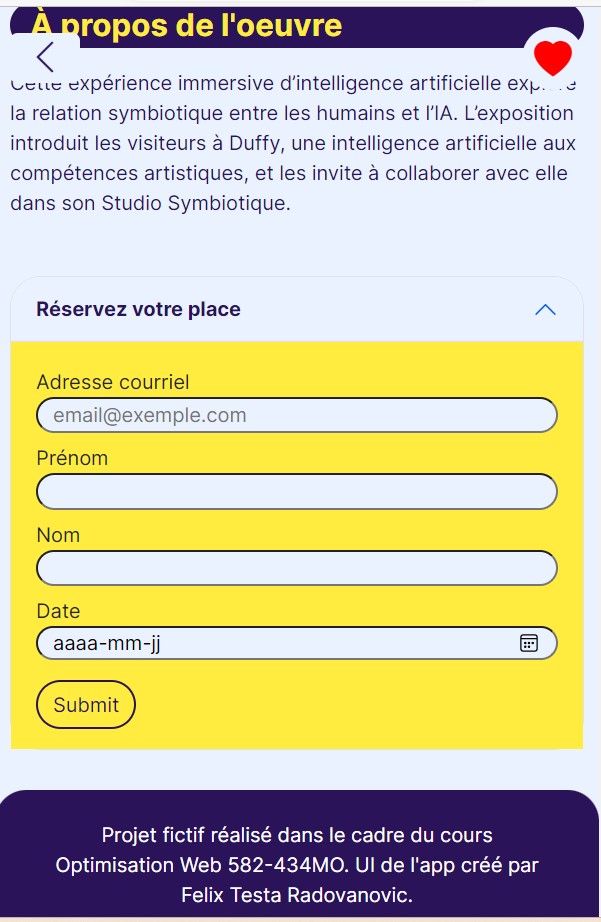 À propos de l'oeuvre
Cette expérience immersive d’intelligence artificielle explore
la relation symbiotique entre les humains et l’IA. L’exposition
introduit les visiteurs à Duffy, une intelligence artificielle aux
compétences artistiques, et les invite à collaborer avec elle
dans son Studio Symbiotique.
Réservez votre place
Adresse courriel
email@exemple.com
Prénom
Nom
Date
aaaa-mm-jj
Submit
Projet fictif réalisé dans le cadre du cours
Optimisation Web 582-434MO. UI de l'app créé par
Felix Testa Radovanovic.